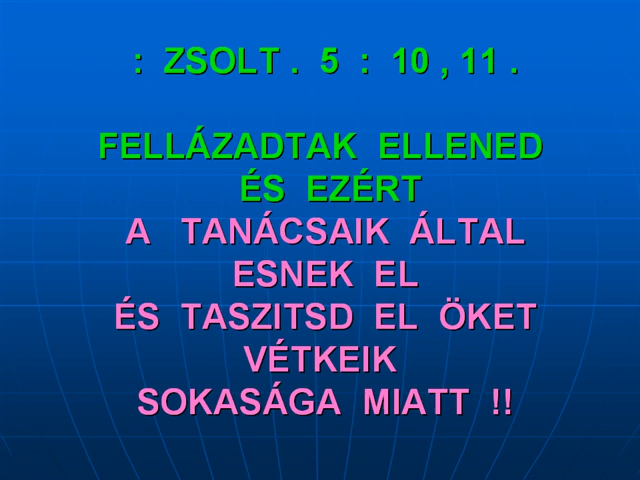 : ZSOLT . 5 : 10 , 11 .
FELLÁZADTAK ELLENED
ÉS EZÉRT
A TANÁCSAIK ÁLTAL
ESNEK EL
ÉS TASZITSD EL ÖKET
VÉTKEIK
SOKASÁGA MIATT !!